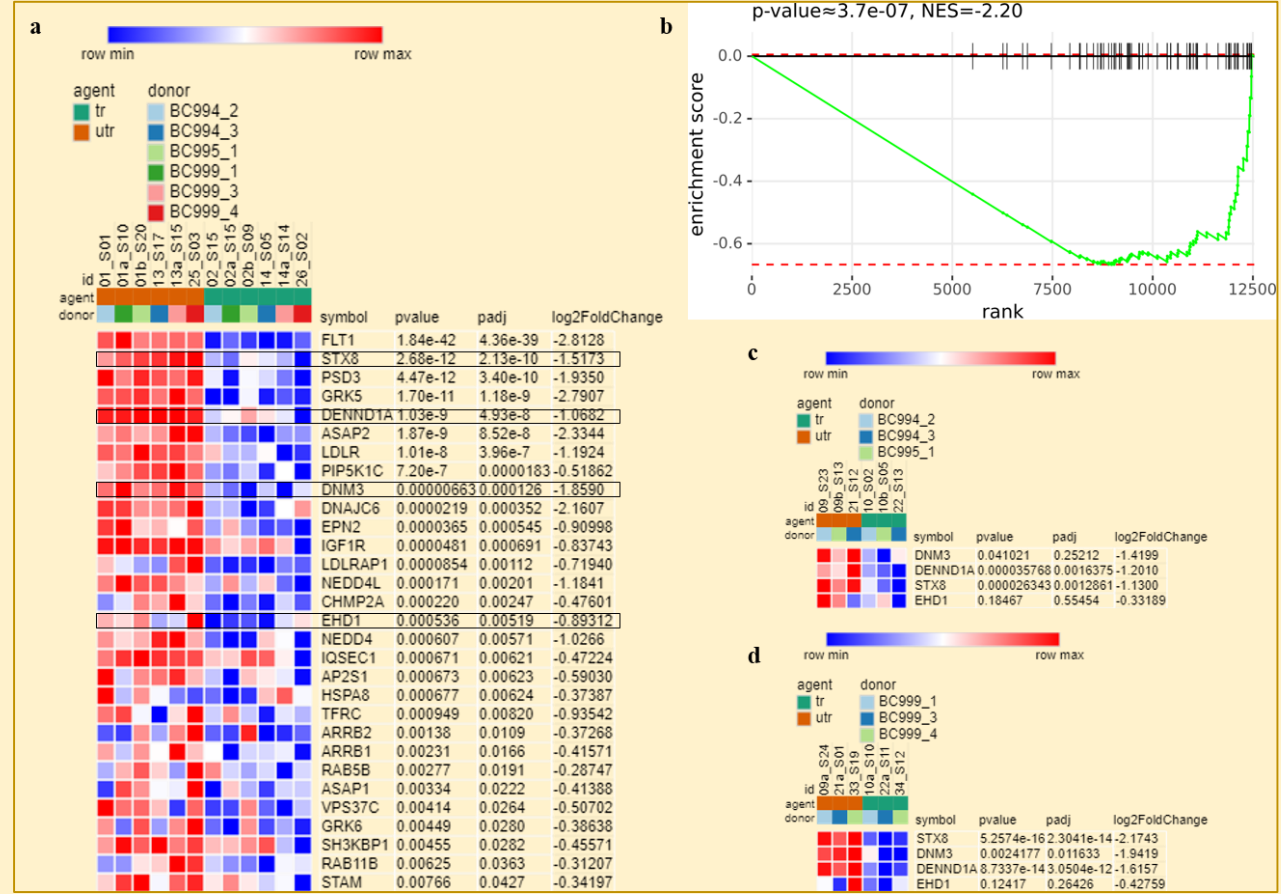 a
row min row max
agent donor
tr BC994_2
utr BC994_3
BC995_1
BC999_1
BC999_3
BC999_4
id 01_S01 01a_S10 01b_S20 13_S17 13a_S15 25_S03 02_S15 02a_S15 02b_S09 14_S05 14a_S14 26_S02
agent
donor symbol pvalue padj log2FoldChange
FLT1 1.84e-42 4.36e-39 -2.8128
STX8 2.68e-12 2.13e-10 -1.5173
PSD3 4.47e-12 3.40e-10 -1.9350
GRK5 1.70e-11 1.18e-9 -2.7907
DENND1A 1.03e-9 4.93e-8 -1.0682
ASAP2 1.87e-9 8.52e-8 -2.3344
LDLR 1.01e-8 3.96e-7 -1.1924
PIP5K1C 7.20e-7 0.0000183 -0.51862
DNM3 0.00000663 0.000126 -1.8590
DNAJC6 0.0000219 0.000352 -2.1607
EPN2 0.0000365 0.000545 -0.90998
IGF1R 0.0000481 0.000691 -0.83743
LDLRAP1 0.0000854 0.00112 -0.71940
NEDD4L 0.000171 0.00201 -1.1841
CHMP2A 0.000220 0.00247 -0.47601
EHD1 0.000536 0.00519 -0.89312
NEDD4 0.000607 0.00571 -1.0266
IQSEC1 0.000671 0.00621 -0.47224
AP2S1 0.000673 0.00623 -0.59030
HSPA8 0.000677 0.00624 -0.37387
TFRC 0.000949 0.00820 -0.93542
ARRB2 0.00138 0.0109 -0.37268
ARRB1 0.00231 0.0166 -0.41571
RAB5B 0.00277 0.0191 -0.28747
ASAP1 0.00334 0.0222 -0.41388
VPS37C 0.00414 0.0264 -0.50702
GRK6 0.00449 0.0280 -0.38638
SH3KBP1 0.00455 0.0282 -0.45571
RAB11B 0.00625 0.0363 -0.31207
STAM 0.00766 0.0427 -0.34197
b
p-value≈3.7e-07, NES=-2.20
enrichment score
0.0
-0.2
-0.4
-0.6
0 2500 5000 7500 10000 12500
rank
c
row min row max
agent donor
tr BC994_2
utr BC994_3
BC995_1
id 09_S23 09b_S13 21_S12 10_S02 10b_S05 22_S13
agent
donor symbol pvalue padj log2FoldChange
DNM3 0.041021 0.25212 -1.4199
DENND1A 0.000035768 0.0016375 -1.2010
STX8 0.000026343 0.0012861 -1.1300
EHD1 0.18467 0.55454 -0.33189
d
row min row max
agent donor
tr BC999_1
utr BC999_3
BC999_4
id 09a_S24 21a_S01 33_S19 10a_S10 22a_S11 34_S12
agent
donor symbol pvalue padj log2FoldChange
STX8 5.2574e-16 2.3041e-14 -2.1743
DNM3 0.0024177 0.011633 -1.9419
DENND1A 8.7337e-14 3.0504e-12 -1.6157
EHD1 0.12417 0.26426 -0.42759